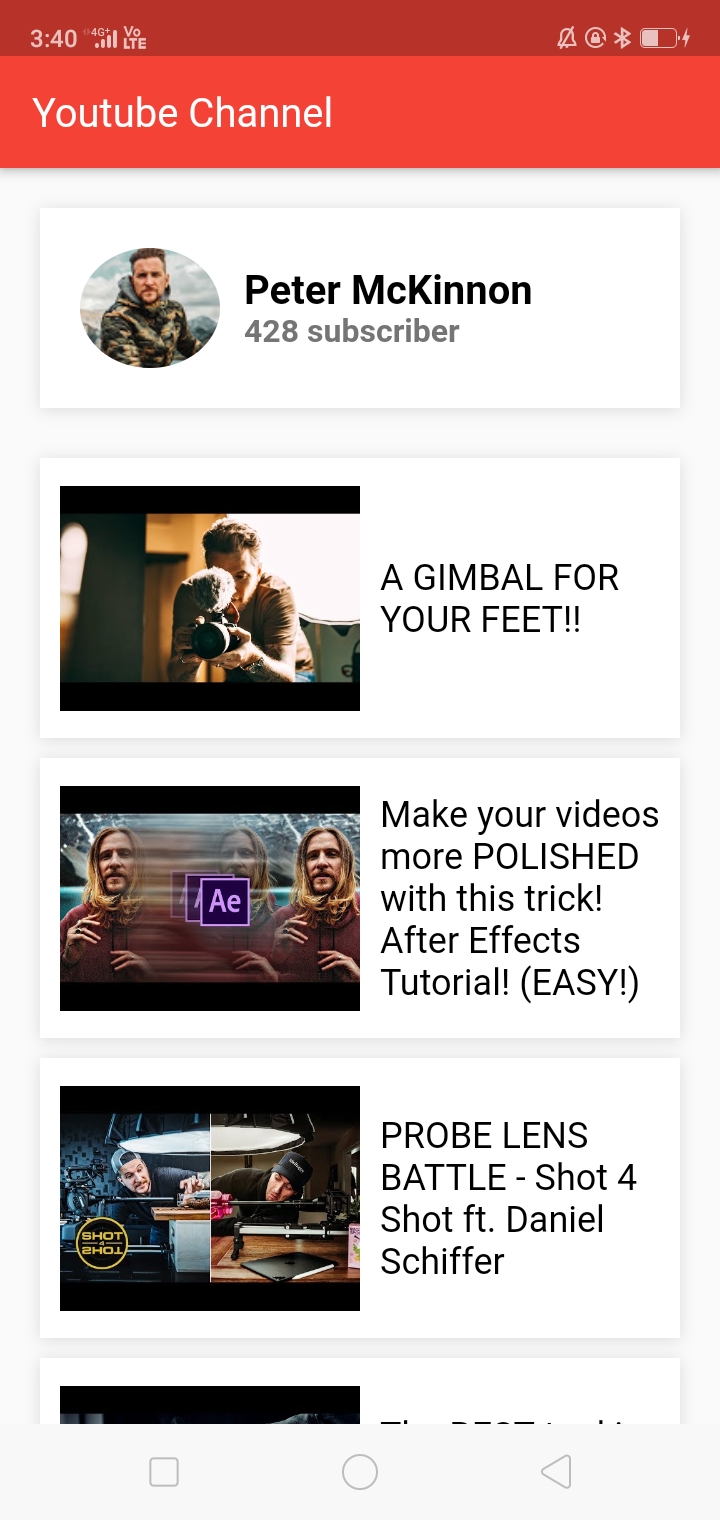 3:40 4G+ Vo LTE
Youtube Channel
Peter McKinnon
428 subscriber
A GIMBAL FOR
YOUR FEET!!
Ae
Make your videos
more POLISHED
with this trick!
After Effects
Tutorial! (EASY!)
SHOT
4
SHOT
PROBE LENS
BATTLE - Shot 4
Shot ft. Daniel
Schiffer
The BEST